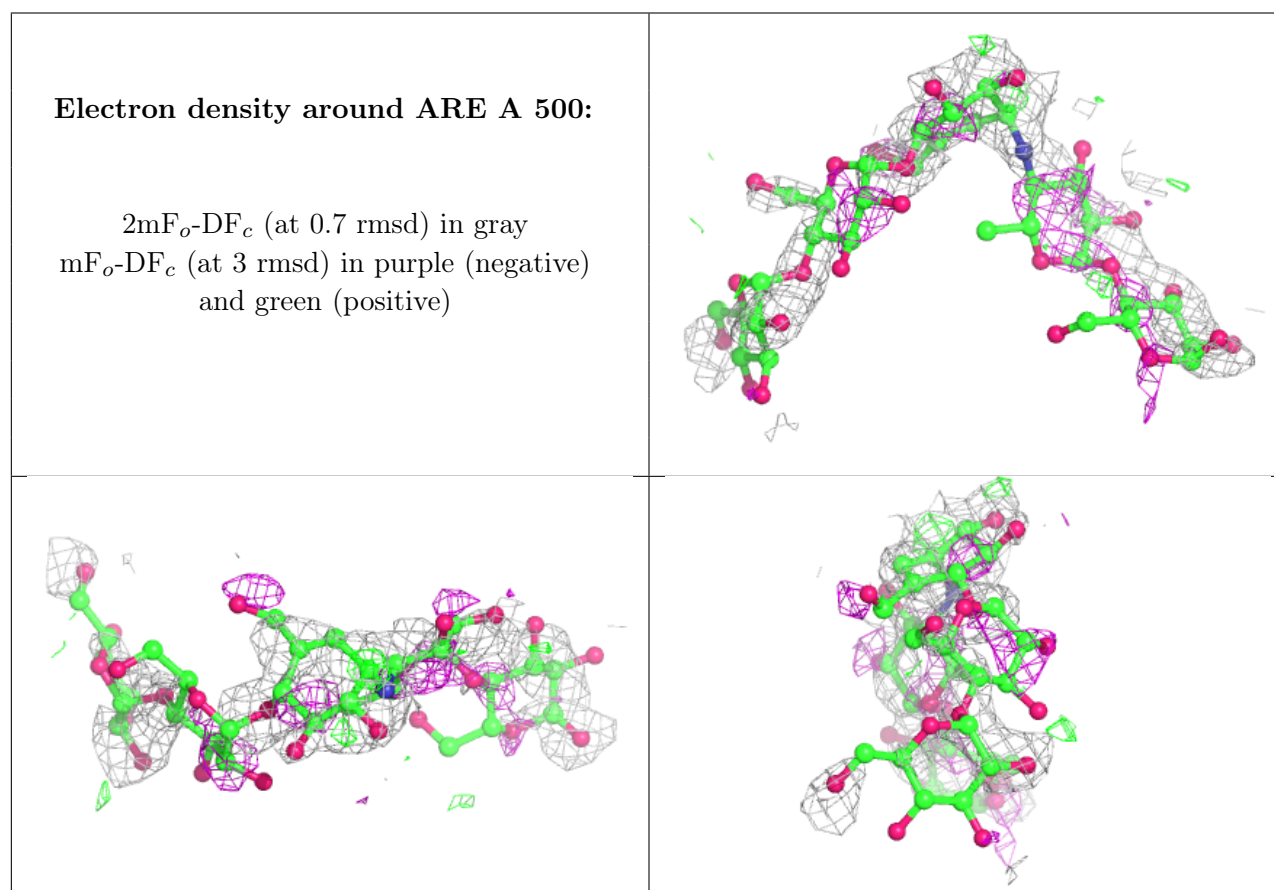 Electron density around ARE A 500:
2mFo-DFc (at 0.7 rmsd) in gray
mFo-DFc (at 3 rmsd) in purple (negative)
and green (positive)